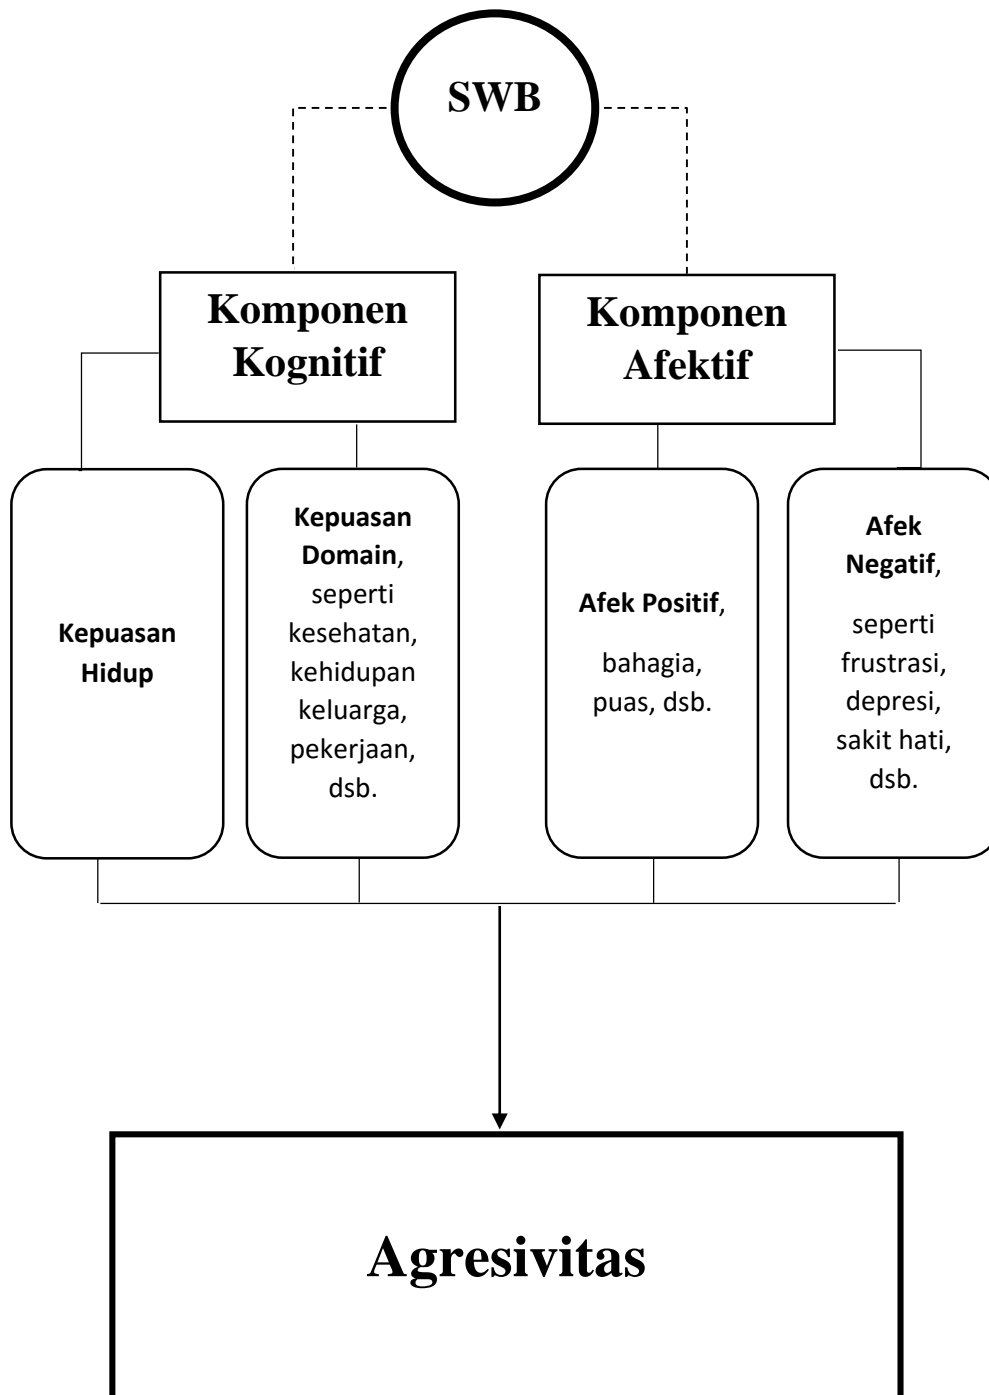 SWB
Komponen
Kognitif
Komponen
Afektif
Kepuasan
Hidup
Kepuasan
Domain,
seperti
kesehatan,
kehidupan
keluarga,
pekerjaan,
dsb.
Afek Positif,
bahagia,
puas, dsb.
Afek
Negatif,
seperti
frustrasi,
depresi,
sakit hati,
dsb.
Agresivitas